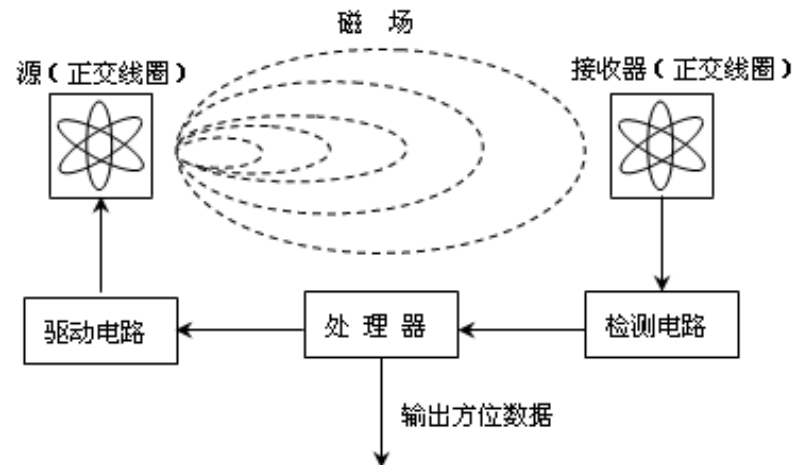 磁 场
源(正交线圈)
接收器(正交线圈)
驱动电路
处 理 器
检测电路
输出方位数据